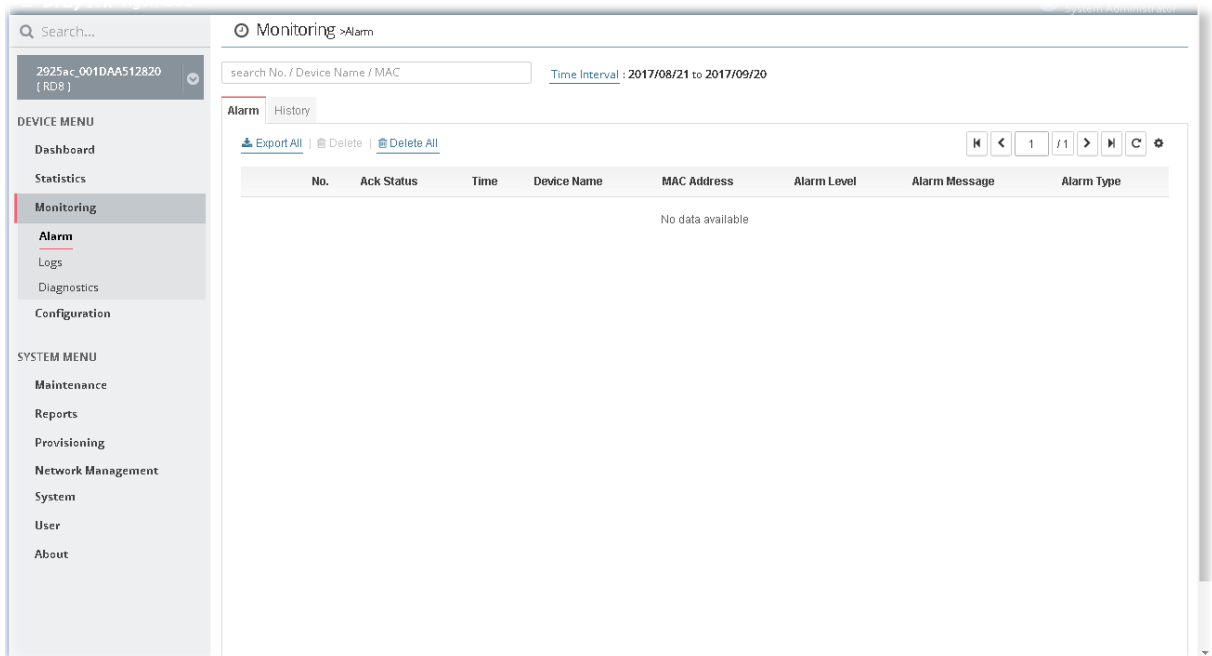 System Administrator
Search...
Monitoring >Alarm
2925ac_001DAA512820
[ RD8 ]
search No. / Device Name / MAC
Time Interval : 2017/08/21 to 2017/09/20
Alarm History
DEVICE MENU
Export All | Delete | Delete All
1 / 1
Dashboard
Statistics
No. Ack Status Time Device Name MAC Address Alarm Level Alarm Message Alarm Type
Monitoring
No data available
Alarm
Logs
Diagnostics
Configuration
SYSTEM MENU
Maintenance
Reports
Provisioning
Network Management
System
User
About